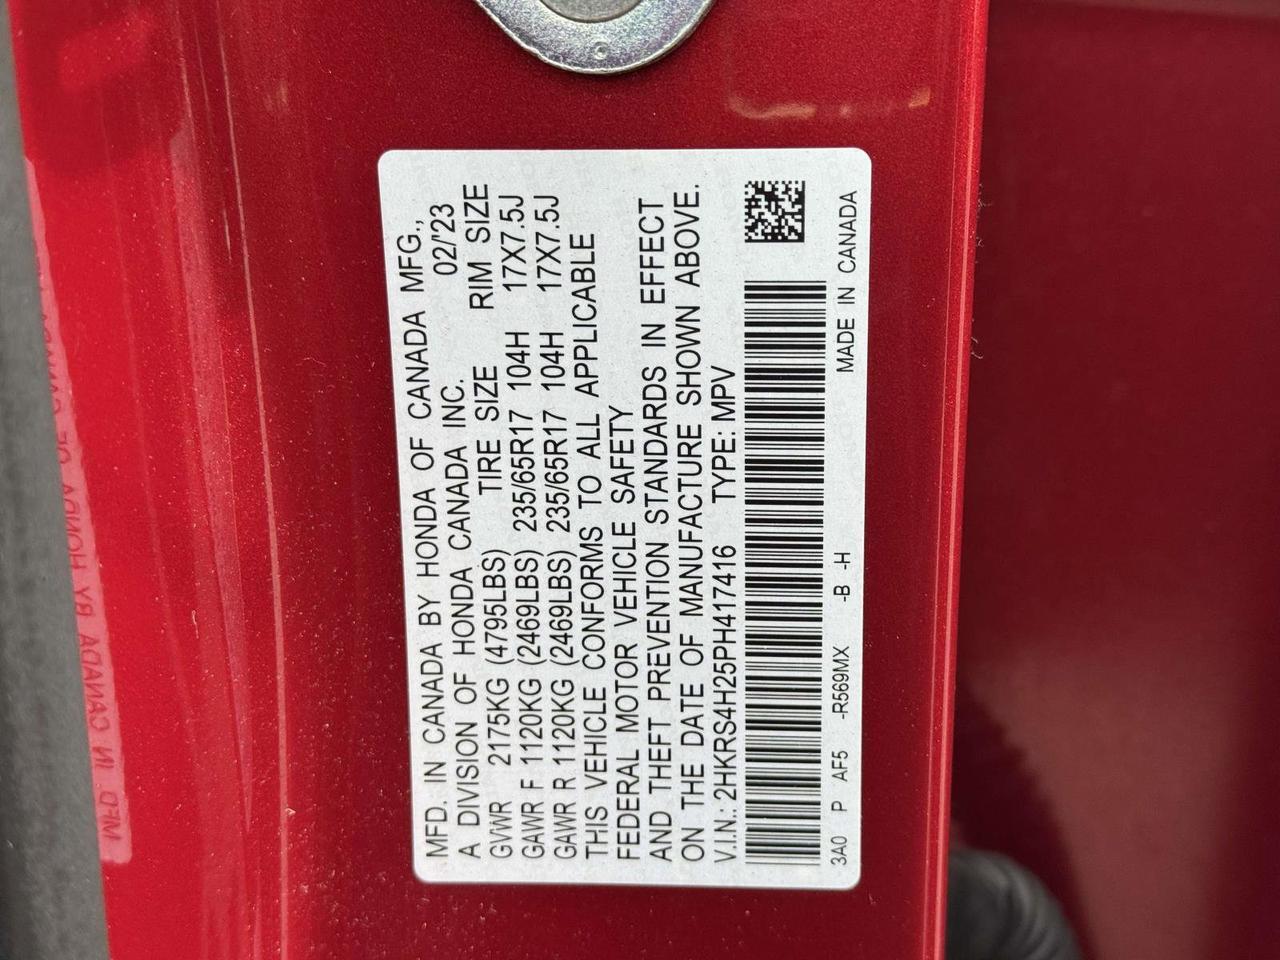 MFD. IN CANADA BY HONDA OF CANADA MFG.,
A DIVISION OF HONDA CANADA INC. 02/'23
GVWR 2175KG (4795LBS) TIRE SIZE RIM SIZE
GAWR F 1120KG (2469LBS) 235/65R17 104H 17X7.5J
GAWR R 1120KG (2469LBS) 235/65R17 104H 17X7.5J
THIS VEHICLE CONFORMS TO ALL APPLICABLE
FEDERAL MOTOR VEHICLE SAFETY
AND THEFT PREVENTION STANDARDS IN EFFECT
ON THE DATE OF MANUFACTURE SHOWN ABOVE.
V.I.N.: 2HKRS4H25PH417416 TYPE: MPV
3A0 P AF5 -R569MX -B -H MADE IN CANADA